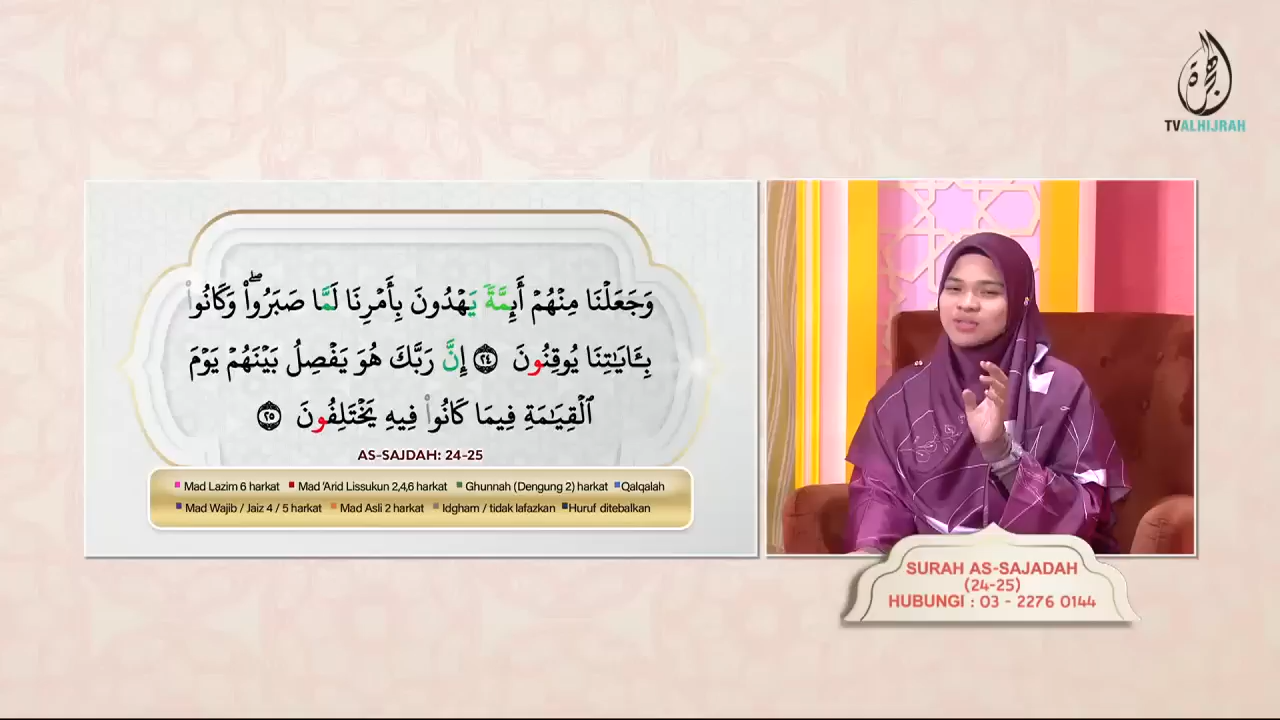 هجرة
TVALHIJRAH
وَجَعَلْنَا مِنْهُمْ أَئِمَّةً يَهْدُونَ بِأَمْرِنَا لَمَّا صَبَرُوا۟ ۖ وَكَانُوا۟
بِـَٔايَـٰتِنَا يُوقِنُونَ ٢٤ إِنَّ رَبَّكَ هُوَ يَفْصِلُ بَيْنَهُمْ يَوْمَ
ٱلْقِيَـٰمَةِ فِيمَا كَانُوا۟ فِيهِ يَخْتَلِفُونَ ٢٥
AS-SAJDAH: 24-25
Mad Lazim 6 harkat Mad 'Arid Lissukun 2,4,6 harkat Ghunnah (Dengung 2) harkat Qalqalah
Mad Wajib / Jaiz 4 / 5 harkat Mad Asli 2 harkat Idgham / tidak lafazkan Huruf ditebalkan
SURAH AS-SAJADAH
(24-25)
HUBUNGI : 03 - 2276 0144